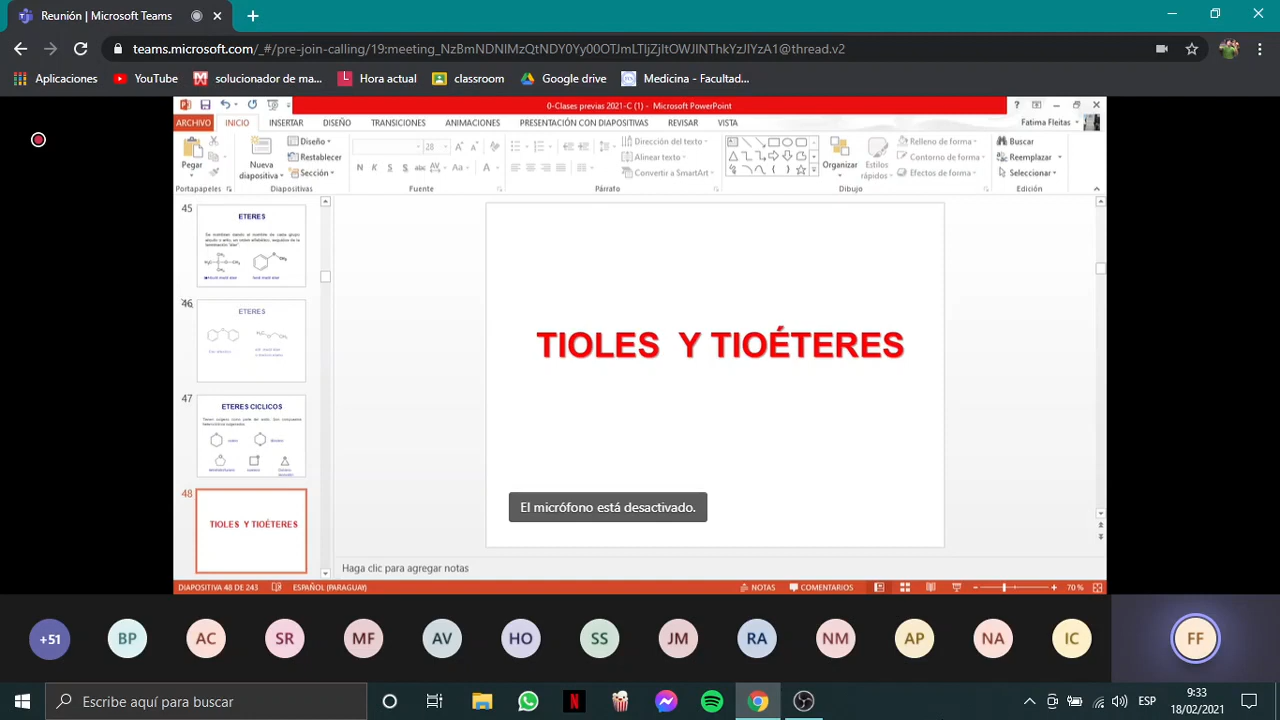 Reunión
teams.microsoft.com/_#/pre-join-calling/19:meeting_NzBmNDNlMzQtNDY0Yy00OTJmLTljZjItOWJlNThkYzJlYzA1@thread.v2
Aplicaciones YouTube solucionador de ma... Hora actual classroom Google drive Medicina - Facultad...
0-Clases previas 2021-C (1) - Microsoft PowerPoint
ARCHIVO INICIO INSERTAR DISEÑO TRANSICIONES ANIMACIONES PRESENTACIÓN CON DIAPOSITIVAS REVISAR VISTA Fatima Fleitas
Pegar
Portapapeles
Nueva
diapositiva
Diseño
Restablecer
Sección
Diapositivas
28
N K S S abc AV Aa A
Fuente
Dirección del texto
Alinear texto
Convertir a SmartArt
Párrafo
Organizar
Estilos
rápidos
Relleno de forma
Contorno de forma
Efectos de forma
Dibujo
Buscar
Reemplazar
Seleccionar
Edición
45
ETERES
46
ETERES
47
ETERES CICLICOS
48
TIOLES Y TIOÉTERES
TIOLES Y TIOÉTERES
El micrófono está desactivado.
Haga clic para agregar notas
DIAPOSITIVA 48 DE 243 ESPAÑOL (PARAGUAY) NOTAS COMENTARIOS 70 %
+51 BP AC SR MF AV HO SS JM RA NM AP NA IC FF
Escribe aquí para buscar
ESP
9:33
18/02/2021